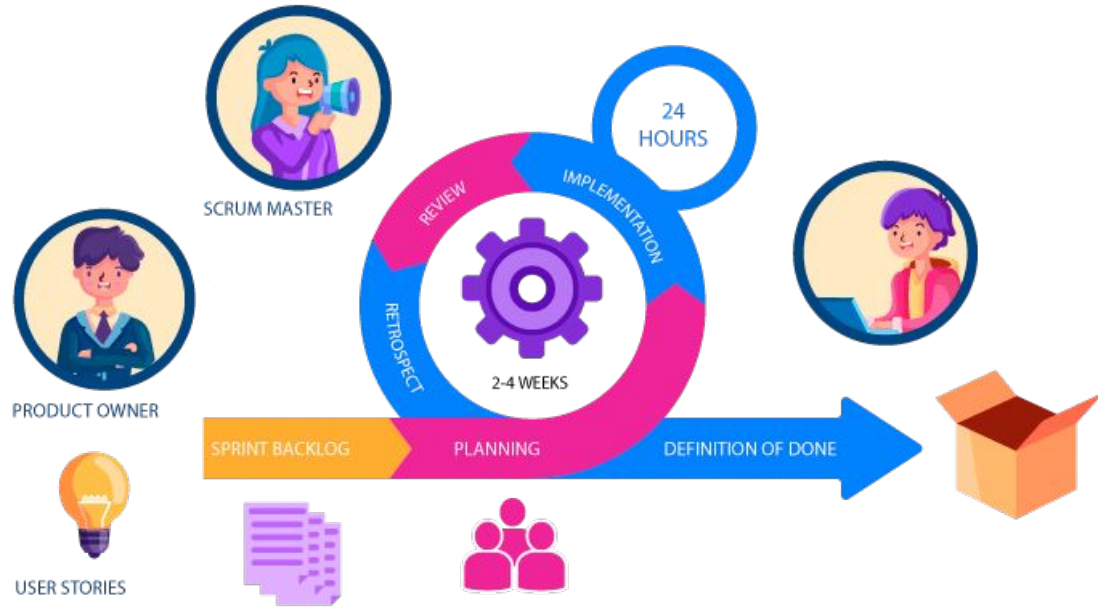 SCRUM MASTER
24
HOURS
REVIEW
IMPLEMENTATION
PRODUCT OWNER
RETROSPECT
2-4 WEEKS
SPRINT BACKLOG
PLANNING
DEFINITION OF DONE
USER STORIES